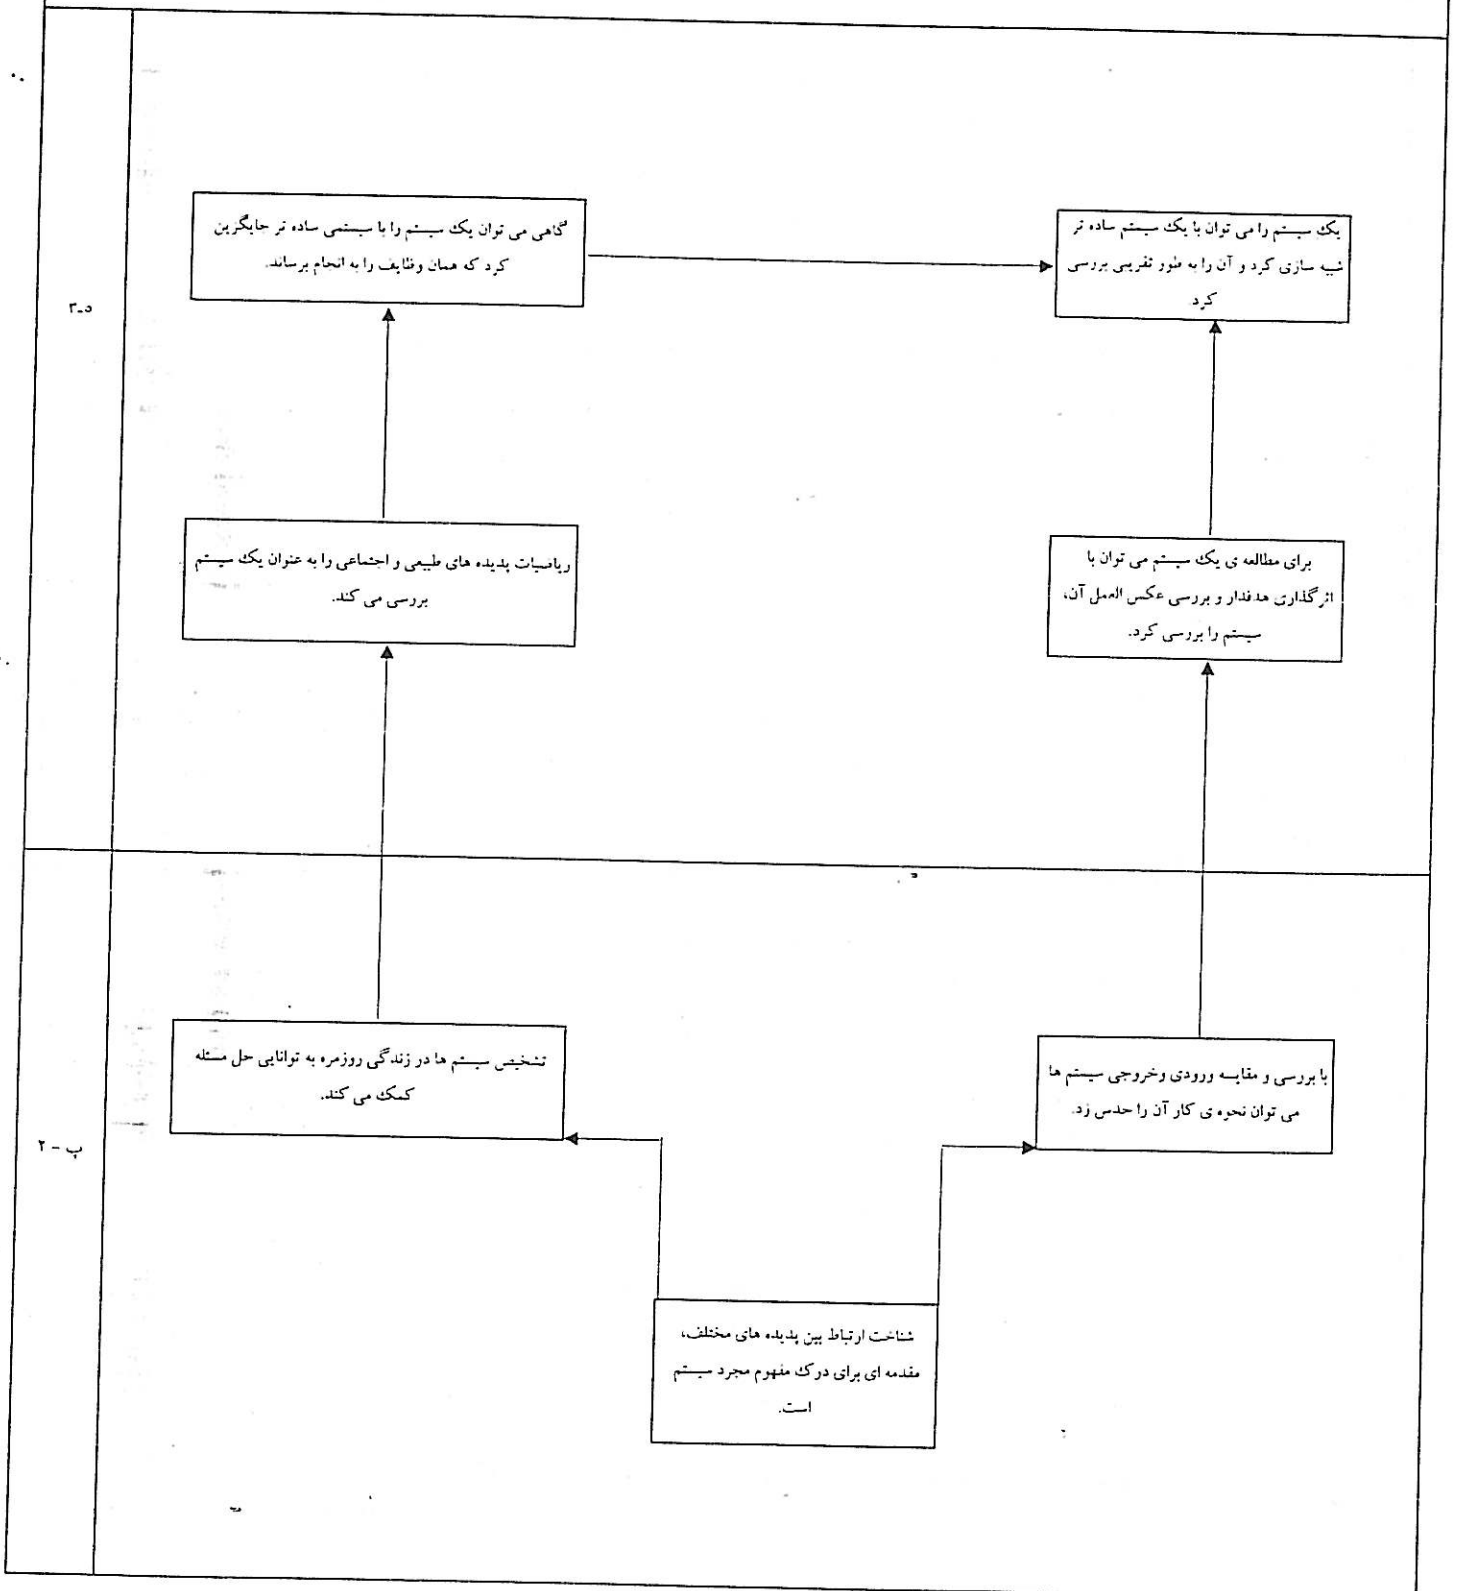 یک سیستم را می توان با یک سیستم ساده تر
شبیه سازی کرد و آن را به طور تقریبی بررسی
کرد.
گاهی می توان یک سیستم را با سیستمی ساده تر جایگزین
کرد که همان وظایف را به انجام برساند.
۳-۵
برای مطالعه ی یک سیستم می توان با
اثرگذاری هدفدار و بررسی عکس العمل آن،
سیستم را بررسی کرد.
ریاضیات پدیده های طبیعی و اجتماعی را به عنوان یک سیستم
بررسی می کند.
با بررسی و مقایسه ورودی وخروجی سیستم ها
می توان نحوه ی کار آن را حدس زد.
تشخیص سیستم ها در زندگی روزمره به توانایی حل مسئله
کمک می کند.
پ - ۲
شناخت ارتباط بین پدیده های مختلف،
مقدمه ای برای درک مفهوم مجرد سیستم
است.